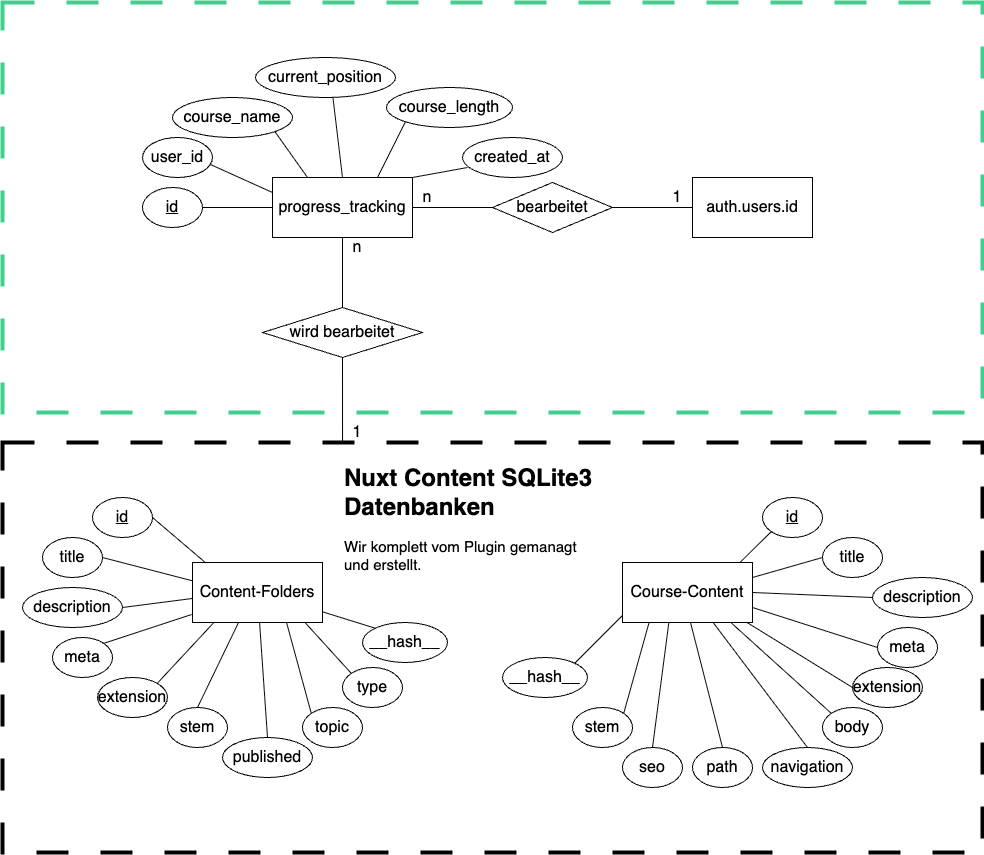 current_position
course_name
course_length
user_id
created_at
id
progress_tracking
n
bearbeitet
1
auth.users.id
n
wird bearbeitet
1
Nuxt Content SQLite3
Datenbanken
Wir komplett vom Plugin gemanagt
und erstellt.
id
title
description
meta
extension
stem
published
topic
type
__hash__
Content-Folders
id
title
description
meta
extension
body
navigation
path
seo
stem
__hash__
Course-Content